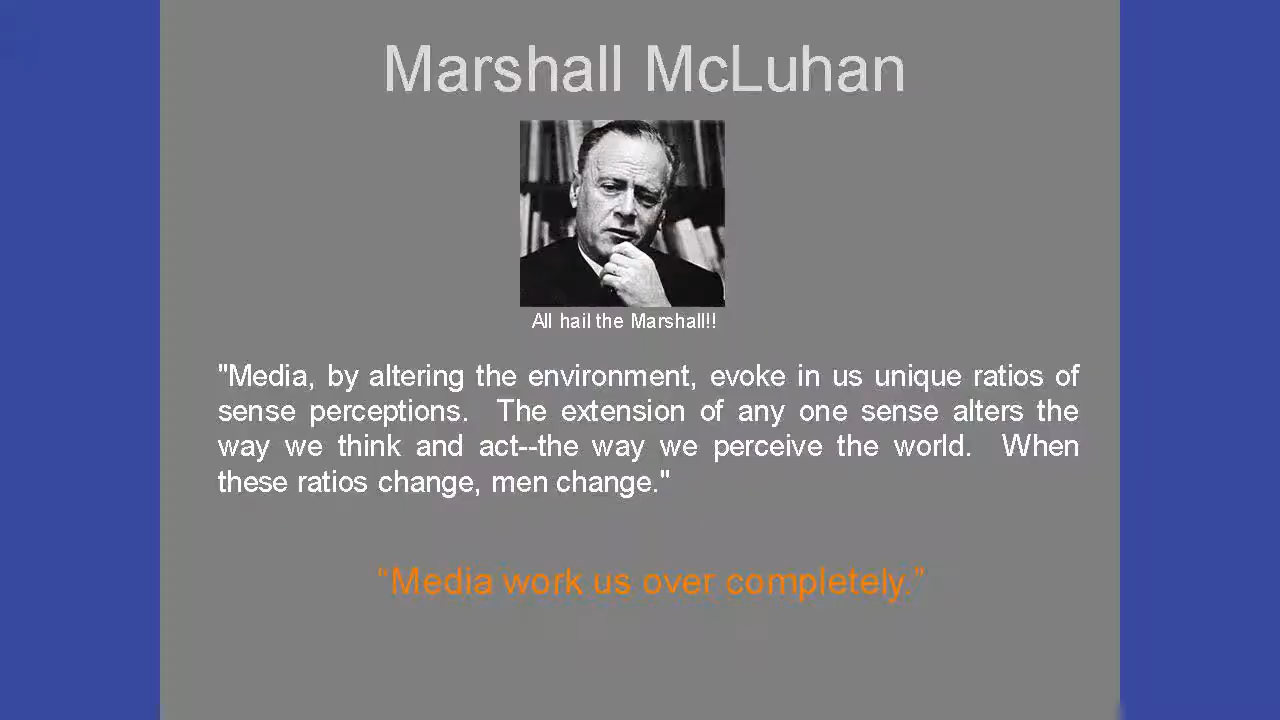 Marshall McLuhan
All hail the Marshall!!
"Media, by altering the environment, evoke in us unique ratios of
sense perceptions. The extension of any one sense alters the
way we think and act--the way we perceive the world. When
these ratios change, men change."
“Media work us over completely.”